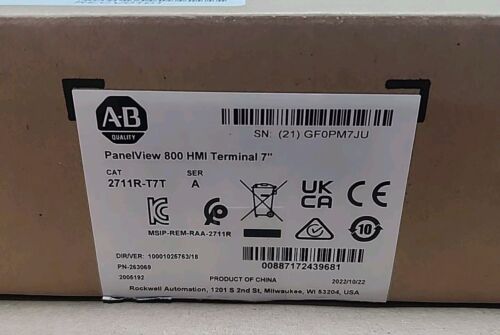 A-B
QUALITY
SN: (21) GF0PM7JU
PanelView 800 HMI Terminal 7"
CAT SER
2711R-T7T A
UK
CA
CE
10
MSIP-REM-RAA-2711R
DIR/VER: 10001025763/18
PN-263969
2005192
00887172439681
PRODUCT OF CHINA
2022/10/22
Rockwell Automation, 1201 S 2nd St, Milwaukee, WI 53204, USA